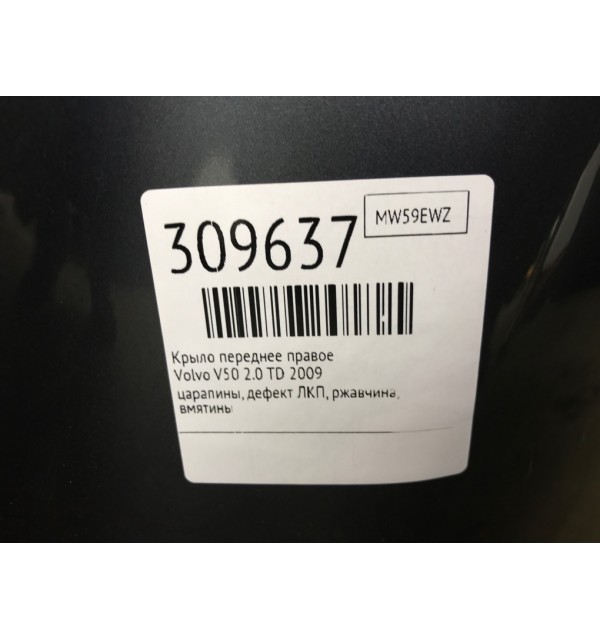 309637
MW59EWZ
Крыло переднее правое
Volvo V50 2.0 TD 2009
царапины, дефект ЛКП, ржавчина,
вмятины